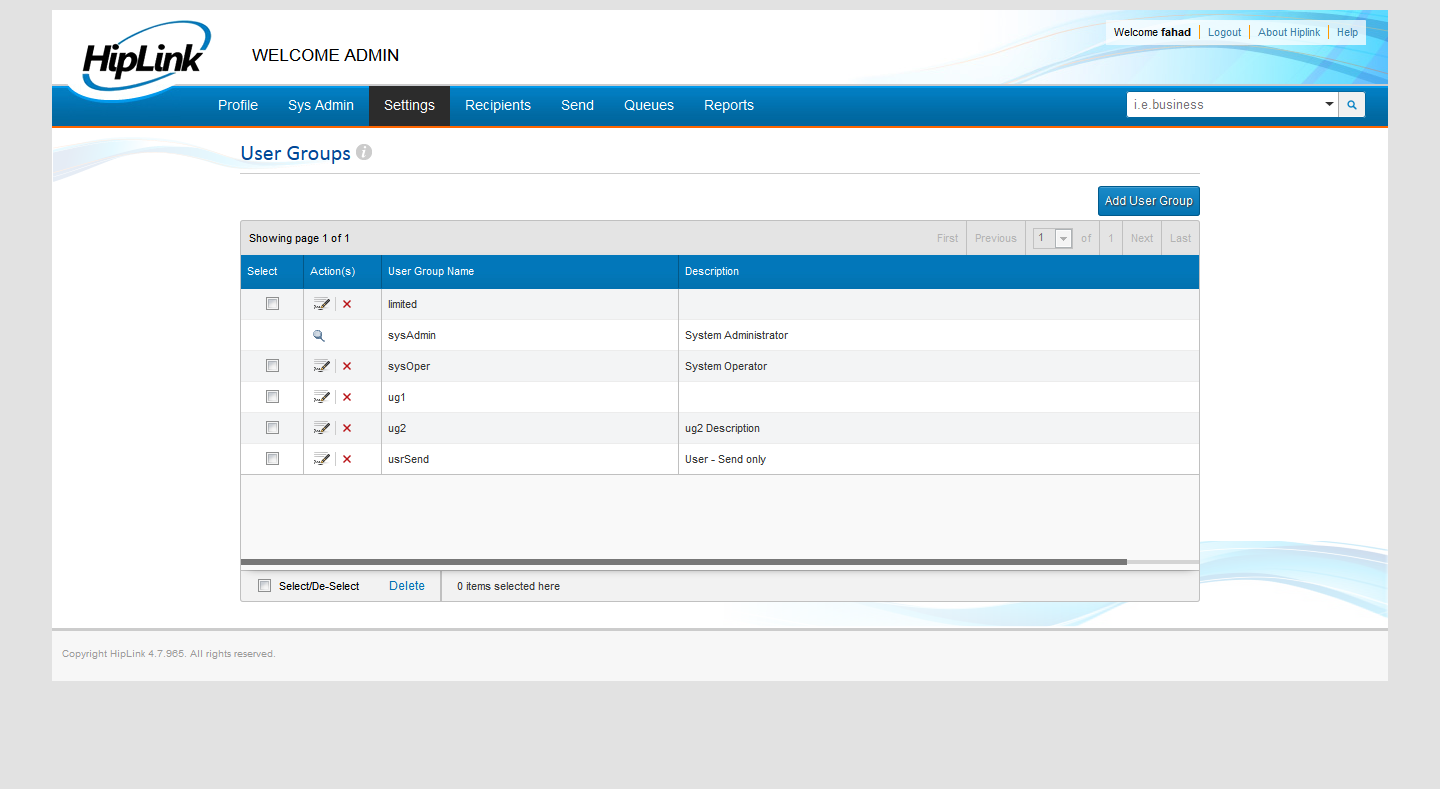 HipLink
WELCOME ADMIN
Welcome fahad Logout About Hiplink Help
Profile Sys Admin Settings Recipients Send Queues Reports
i.e.business
User Groups i
Add User Group
Showing page 1 of 1 First Previous 1 of 1 Next Last
Select Action(s) User Group Name Description
limited
sysAdmin System Administrator
sysOper System Operator
ug1
ug2 ug2 Description
usrSend User - Send only
Select/De-Select Delete 0 items selected here
Copyright HipLink 4.7.965. All rights reserved.